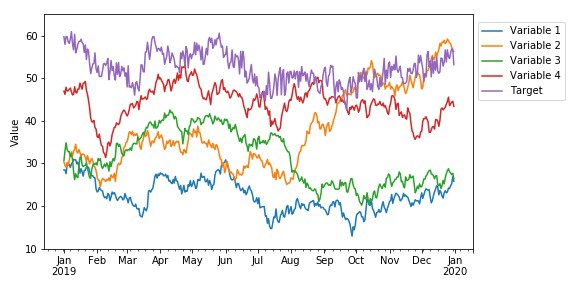 60
50
40
30
20
10
Value
Jan
2019
Feb
Mar
Apr
May
Jun
Jul
Aug
Sep
Oct
Nov
Dec
Jan
2020
Variable 1
Variable 2
Variable 3
Variable 4
Target